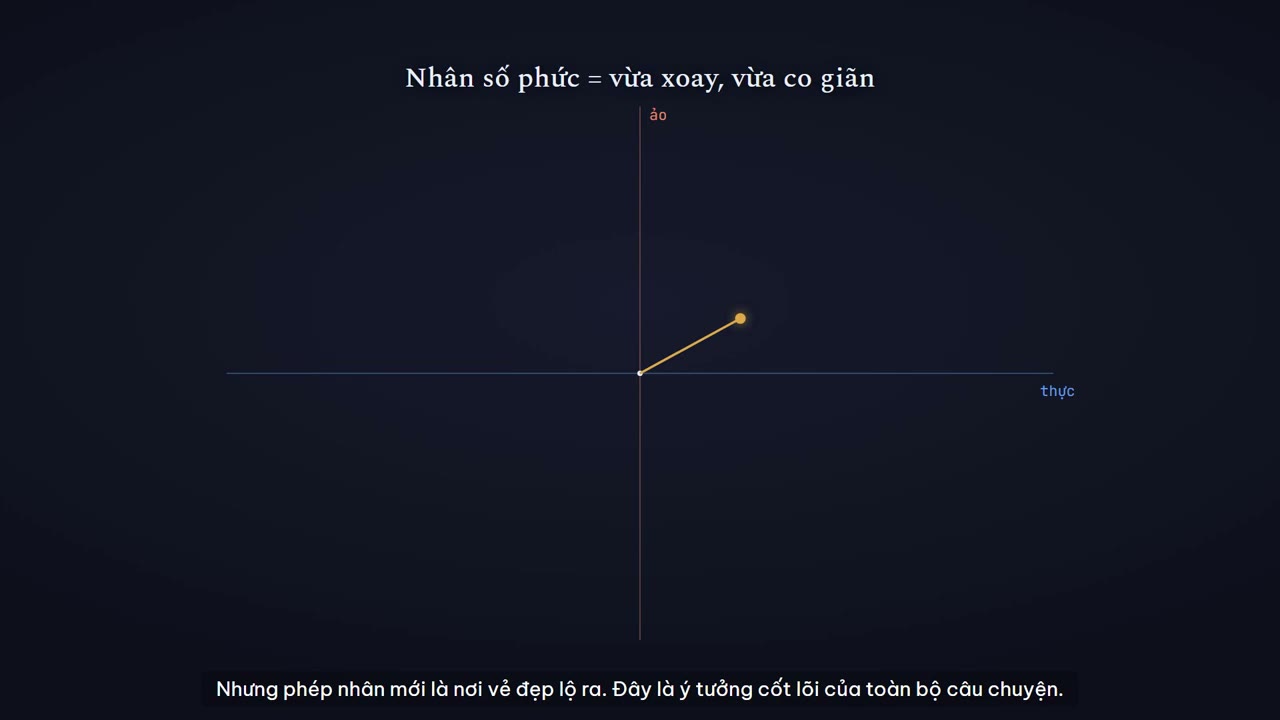 Nhân số phức = vừa xoay, vừa co giãn
ảo
thực
Nhưng phép nhân mới là nơi vẻ đẹp lộ ra. Đây là ý tưởng cốt lõi của toàn bộ câu chuyện.